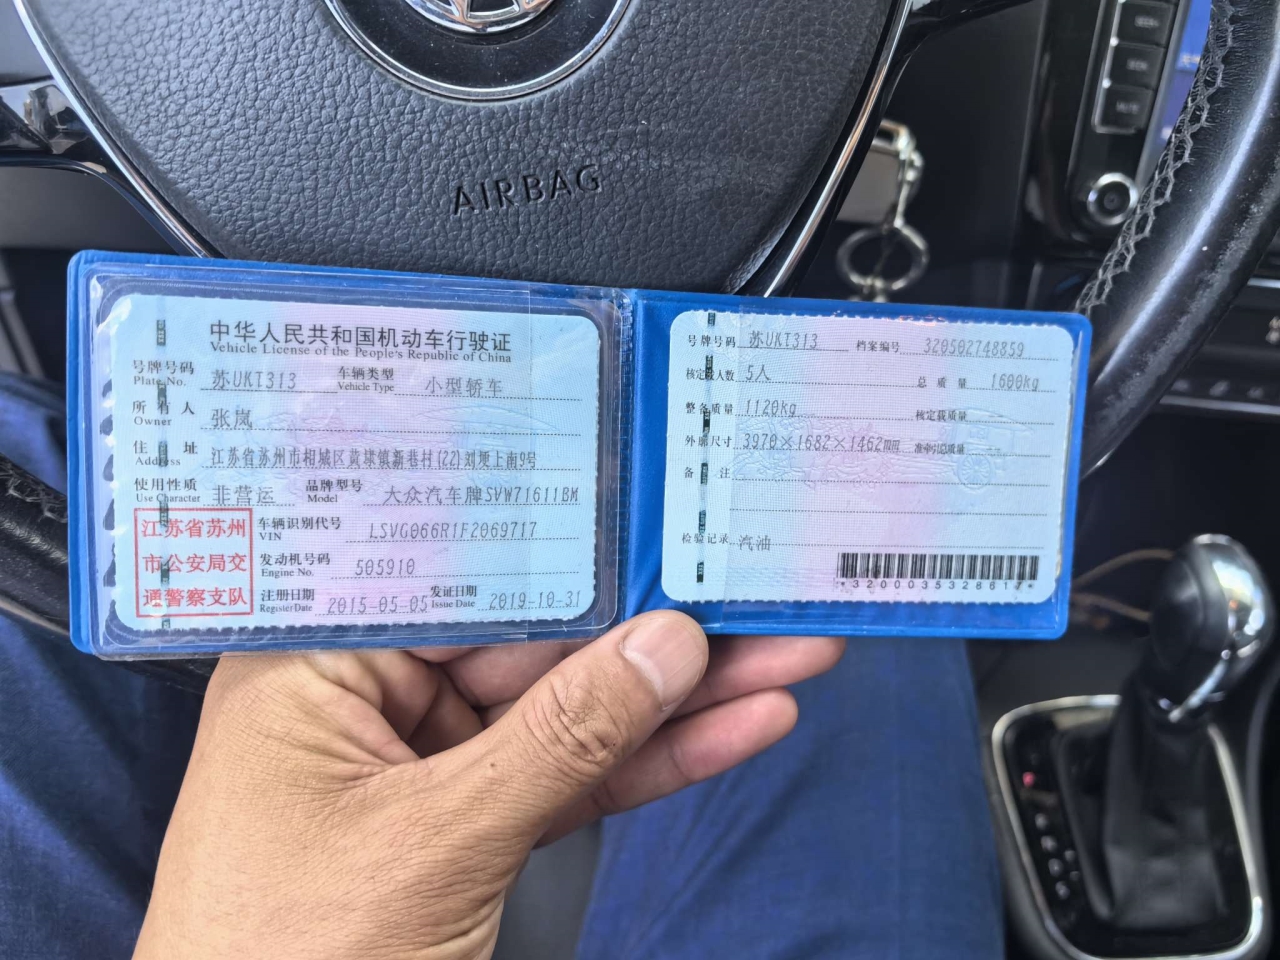 AIRBAG
中华人民共和国机动车行驶证
Vehicle License of the People's Republic of China
号牌号码 苏UKT313 车辆类型 小型轿车
Plate No. Vehicle Type
所有人 张岚
Owner
住址 江苏省苏州市相城区黄埭镇新巷村(22)刘埂上南9号
Address
使用性质 非营运 品牌型号 大众汽车牌SVW71611BM
Use Character Model
江苏省苏州
市公安局交
通警察支队
车辆识别代号 LSVG066R1F2069717
VIN
发动机号码 505910
Engine No.
注册日期 2015-05-05 发证日期 2019-10-31
Register Date Issue Date
号牌号码 苏UKT313 档案编号 320502748859
核定载人数 5人 总质量 1600kg
整备质量 1120kg 核定载质量
外廓尺寸 3970×1682×1462mm 准牵引总质量 --
备注
检验记录 汽油
*3200035328617*